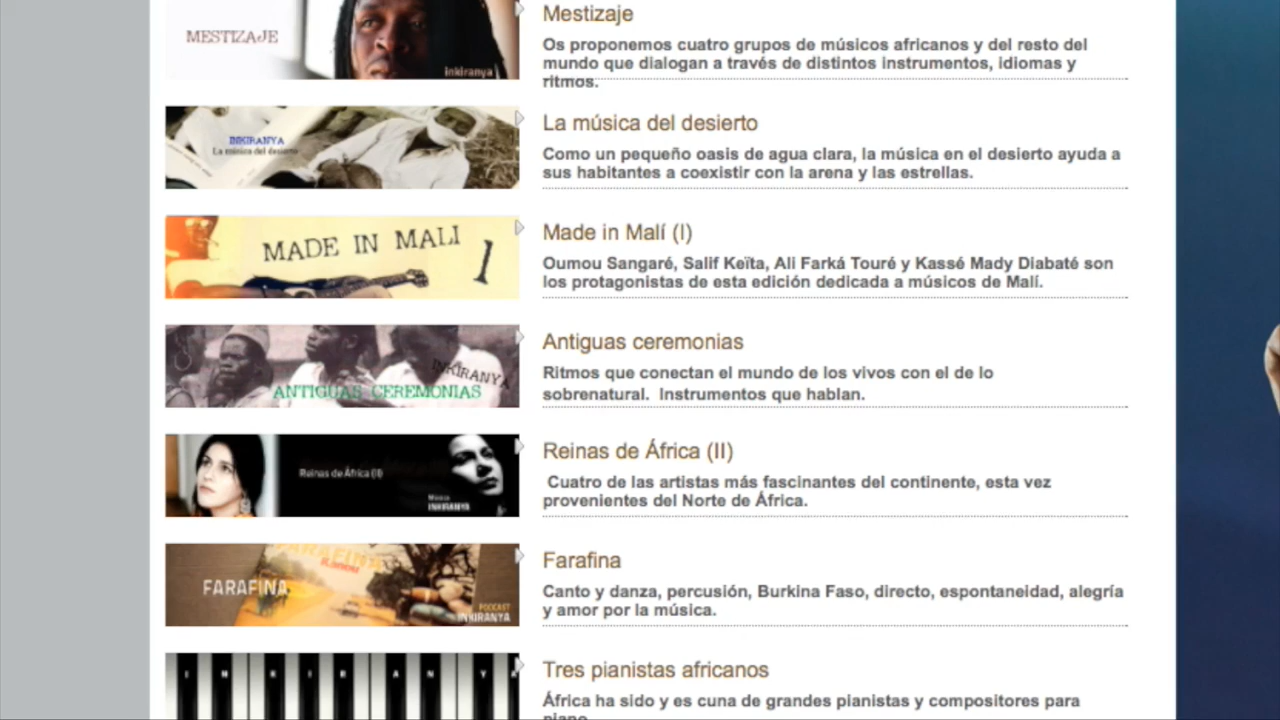 MESTIZAJE
Inkiranya
Mestizaje
Os proponemos cuatro grupos de músicos africanos y del resto del
mundo que dialogan a través de distintos instrumentos, idiomas y
ritmos.
INKIRANYA
La música del desierto
La música del desierto
Como un pequeño oasis de agua clara, la música en el desierto ayuda a
sus habitantes a coexistir con la arena y las estrellas.
MADE IN MALI 1
Made in Malí (I)
Oumou Sangaré, Salif Keïta, Ali Farká Touré y Kassé Mady Diabaté son
los protagonistas de esta edición dedicada a músicos de Malí.
INKIRANYA
ANTIGUAS CEREMONIAS
Antiguas ceremonias
Ritmos que conectan el mundo de los vivos con el de lo
sobrenatural. Instrumentos que hablan.
Reinas de África (II)
Música
INKIRANYA
Reinas de África (II)
Cuatro de las artistas más fascinantes del continente, esta vez
provenientes del Norte de África.
FARAFINA
FARAFINA
PODCAST
INKIRANYA
Farafina
Canto y danza, percusión, Burkina Faso, directo, espontaneidad, alegría
y amor por la música.
I N K I R A N Y A
Tres pianistas africanos
África ha sido y es cuna de grandes pianistas y compositores para
piano